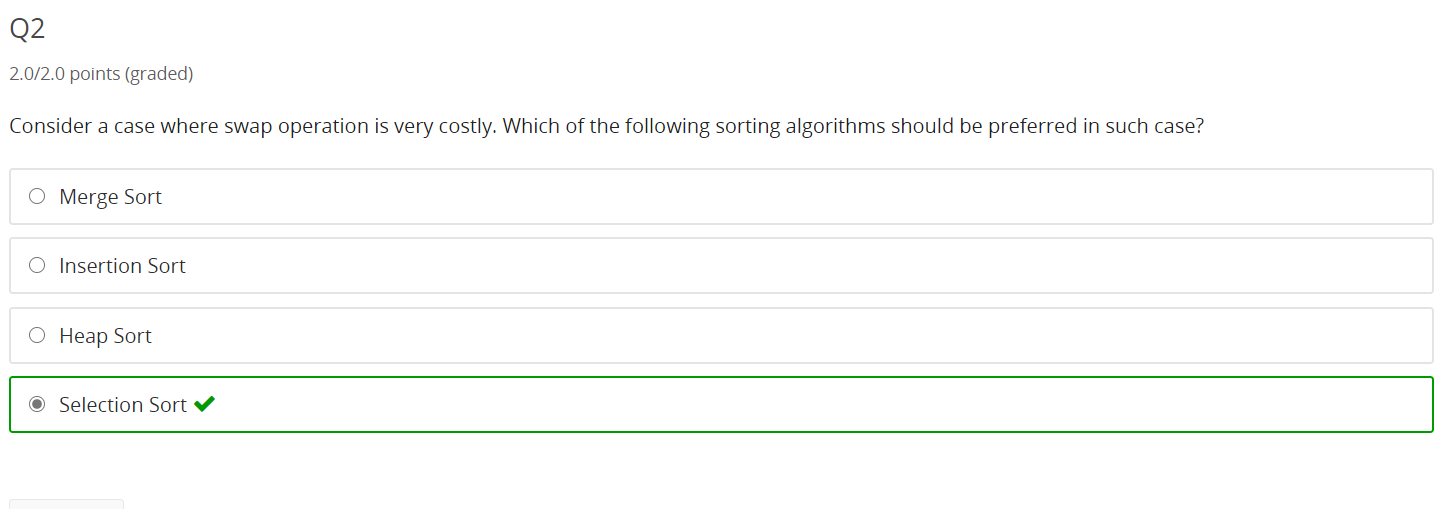 Q2
2.0/2.0 points (graded)
Consider a case where swap operation is very costly. Which of the following sorting algorithms should be preferred in such case?
Merge Sort
Insertion Sort
Heap Sort
Selection Sort